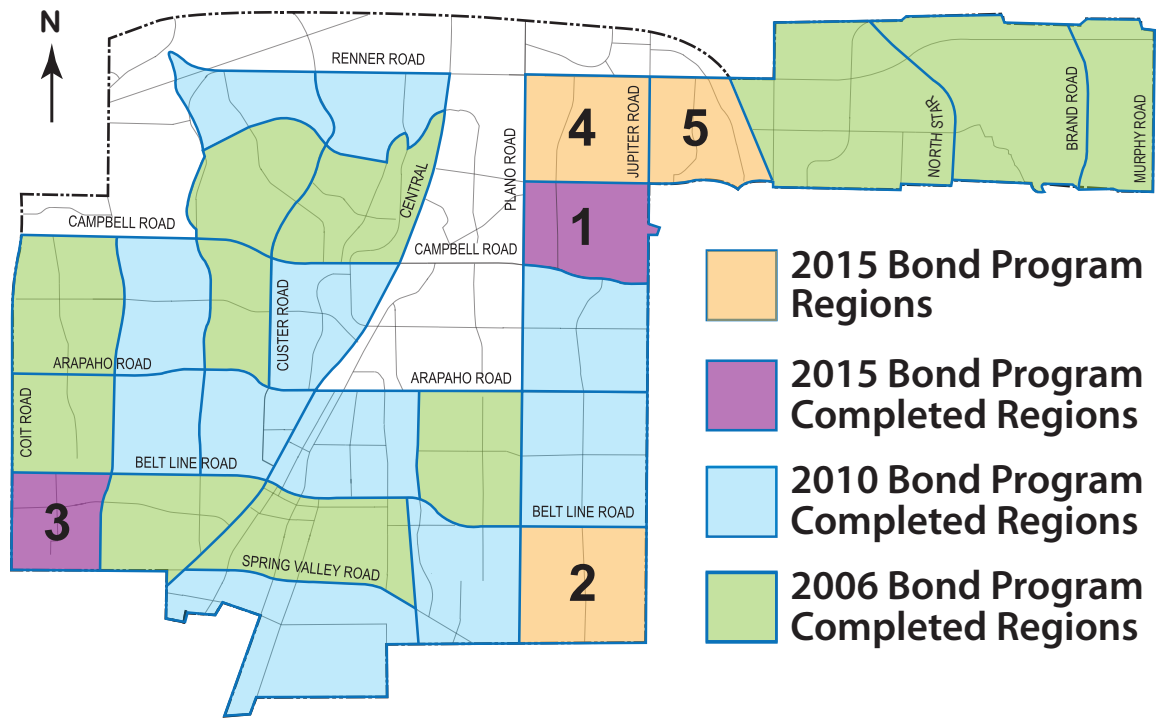 N
RENNER ROAD
4
JUPITER ROAD
5
NORTH STAR
BRAND ROAD
MURPHY ROAD
PLANO ROAD
CENTRAL
CAMPBELL ROAD
1
CAMPBELL ROAD
2015 Bond Program
Regions
CUSTER ROAD
ARAPAHO ROAD
ARAPAHO ROAD
2015 Bond Program
Completed Regions
COIT ROAD
BELT LINE ROAD
3
BELT LINE ROAD
2010 Bond Program
Completed Regions
SPRING VALLEY ROAD
2
2006 Bond Program
Completed Regions